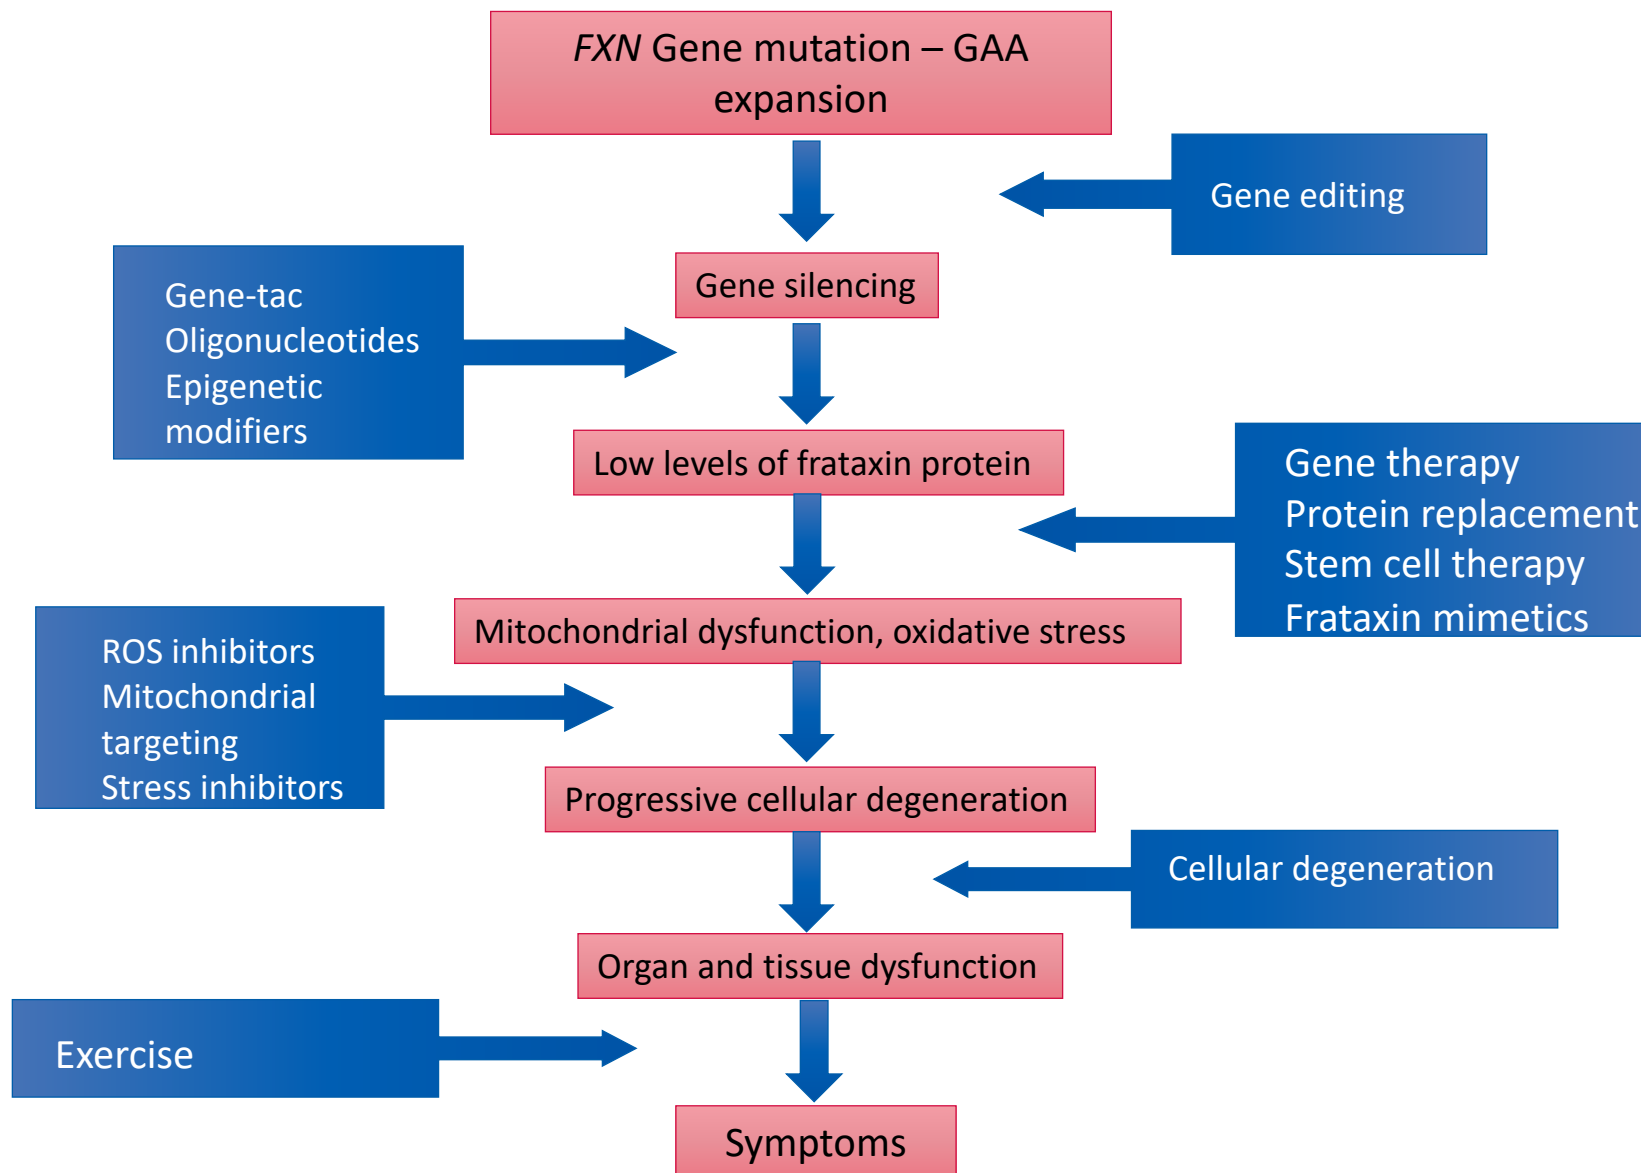 FXN Gene mutation – GAA
expansion
Gene editing
Gene silencing
Gene-tac
Oligonucleotides
Epigenetic
modifiers
Low levels of frataxin protein
Gene therapy
Protein replacement
Stem cell therapy
Frataxin mimetics
Mitochondrial dysfunction, oxidative stress
ROS inhibitors
Mitochondrial
targeting
Stress inhibitors
Progressive cellular degeneration
Cellular degeneration
Organ and tissue dysfunction
Exercise
Symptoms